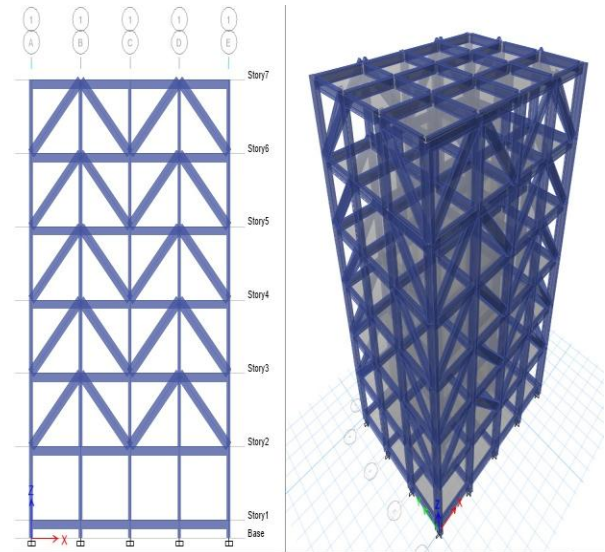 1 1 1 1 1
A B C D E
Story7
Story6
Story5
Story4
Story3
Story2
Story1
Base
Z
X
Z
X